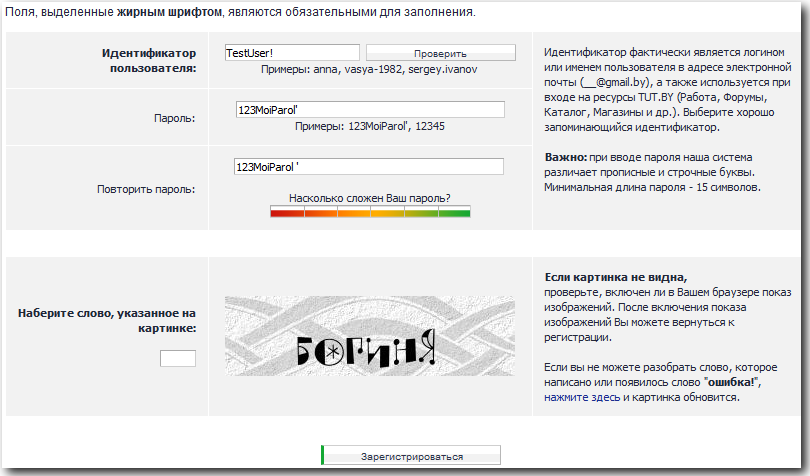 Поля, выделенные жирным шрифтом, являются обязательными для заполнения.
Идентификатор
пользователя:
TestUser!
Проверить
Примеры: anna, vasya-1982, sergey.ivanov
Идентификатор фактически является логином
или именем пользователя в адресе электронной
почты (__@gmail.by), а также используется при
входе на ресурсы TUT.BY (Работа, Форумы,
Каталог, Магазины и др.). Выберите хорошо
запоминающийся идентификатор.
Пароль:
123MoiParol'
Примеры: 123MoiParol', 12345
Важно: при вводе пароля наша система
различает прописные и строчные буквы.
Минимальная длина пароля - 15 символов.
Повторить пароль:
123MoiParol '
Насколько сложен Ваш пароль?
Наберите слово, указанное на
картинке:
БОГИНЯ
Если картинка не видна,
проверьте, включен ли в Вашем браузере показ
изображений. После включения показа
изображений Вы можете вернуться к
регистрации.
Если вы не можете разобрать слово, которое
написано или появилось слово "ошибка!",
нажмите здесь и картинка обновится.
Зарегистрироваться